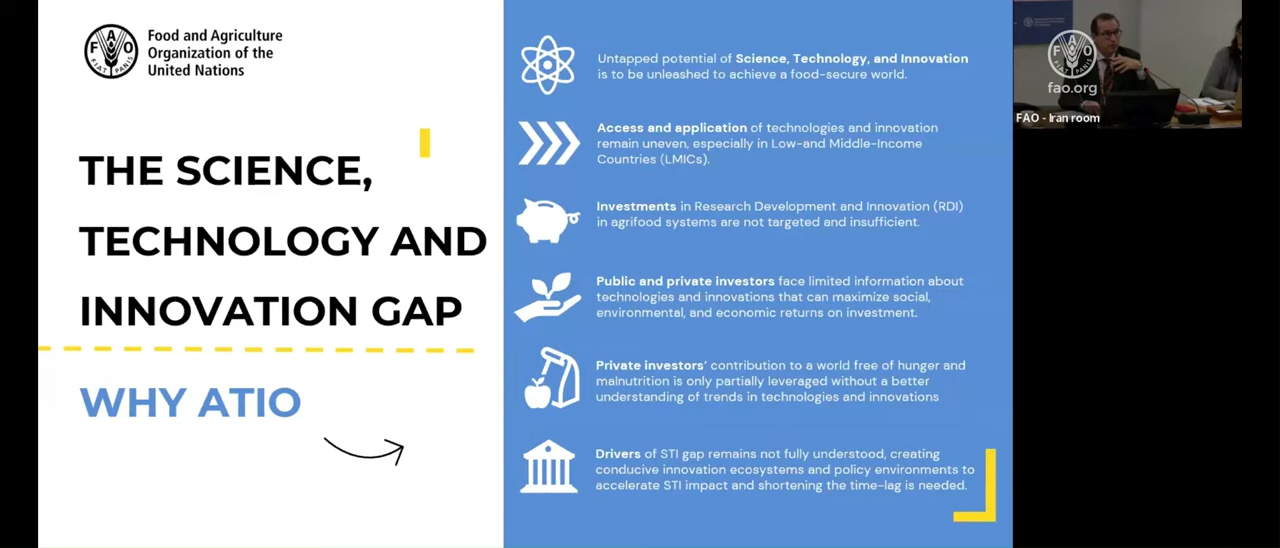 Food and Agriculture
Organization of the
United Nations
FAO
FIAT PANIS
THE SCIENCE,
TECHNOLOGY AND
INNOVATION GAP
WHY ATIO
Untapped potential of Science, Technology, and Innovation
is to be unleashed to achieve a food-secure world.
Access and application of technologies and innovation
remain uneven, especially in Low-and Middle-Income
Countries (LMICs).
Investments in Research Development and Innovation (RDI)
in agrifood systems are not targeted and insufficient.
Public and private investors face limited information about
technologies and innovations that can maximize social,
environmental, and economic returns on investment.
Private investors' contribution to a world free of hunger and
malnutrition is only partially leveraged without a better
understanding of trends in technologies and innovations
Drivers of STI gap remains not fully understood, creating
conducive innovation ecosystems and policy environments to
accelerate STI impact and shortening the time-lag is needed.
FAO
FIAT PANIS
fao.org
FAO - Iran room